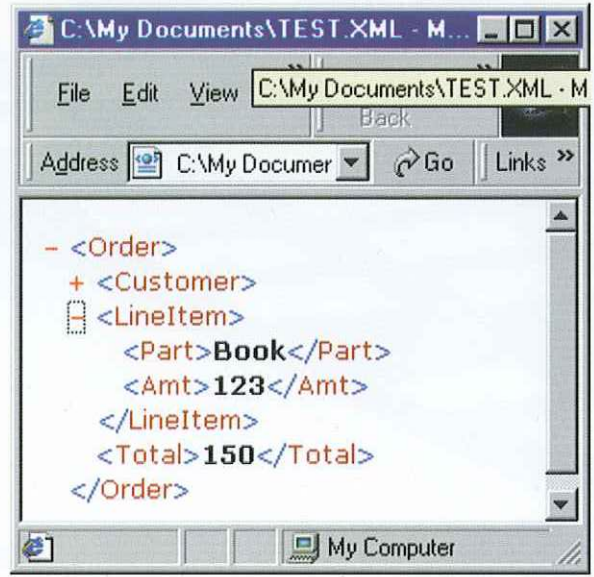 C:\My Documents\TEST.XML - M...
File Edit View »
C:\My Documents\TEST.XML - M
Back
Address C:\My Documer Go Links »
- <Order>
+ <Customer>
- <LineItem>
<Part>Book</Part>
<Amt>123</Amt>
</LineItem>
<Total>150</Total>
</Order>
My Computer